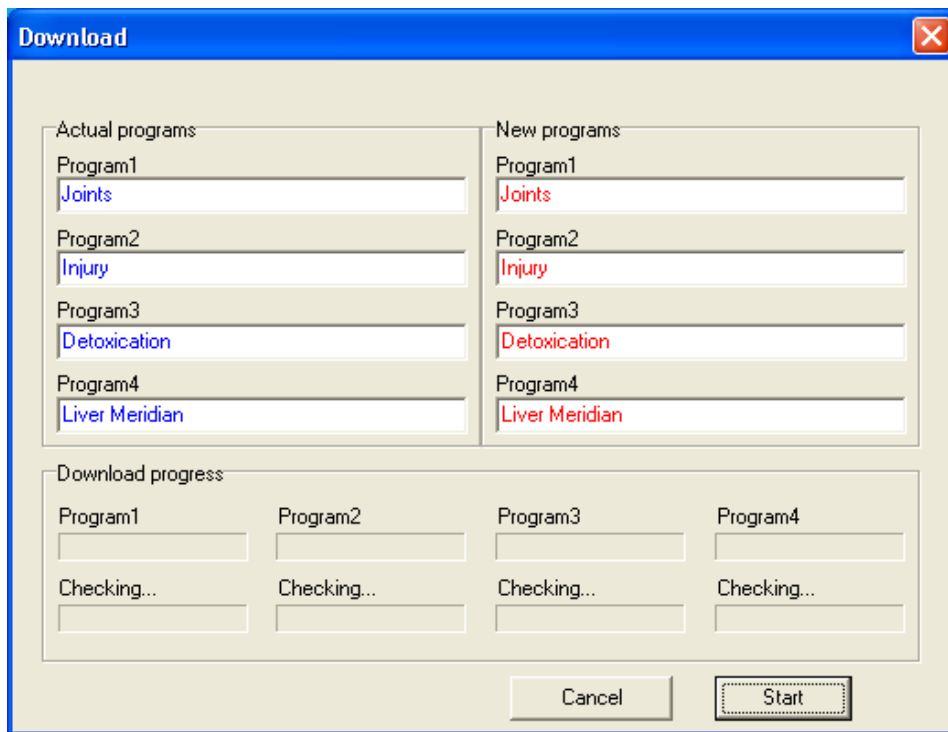 Download
Actual programs
Program1
Joints
Program2
Injury
Program3
Detoxication
Program4
Liver Meridian
New programs
Program1
Joints
Program2
Injury
Program3
Detoxication
Program4
Liver Meridian
Download progress
Program1 Program2 Program3 Program4
Checking... Checking... Checking... Checking...
Cancel Start